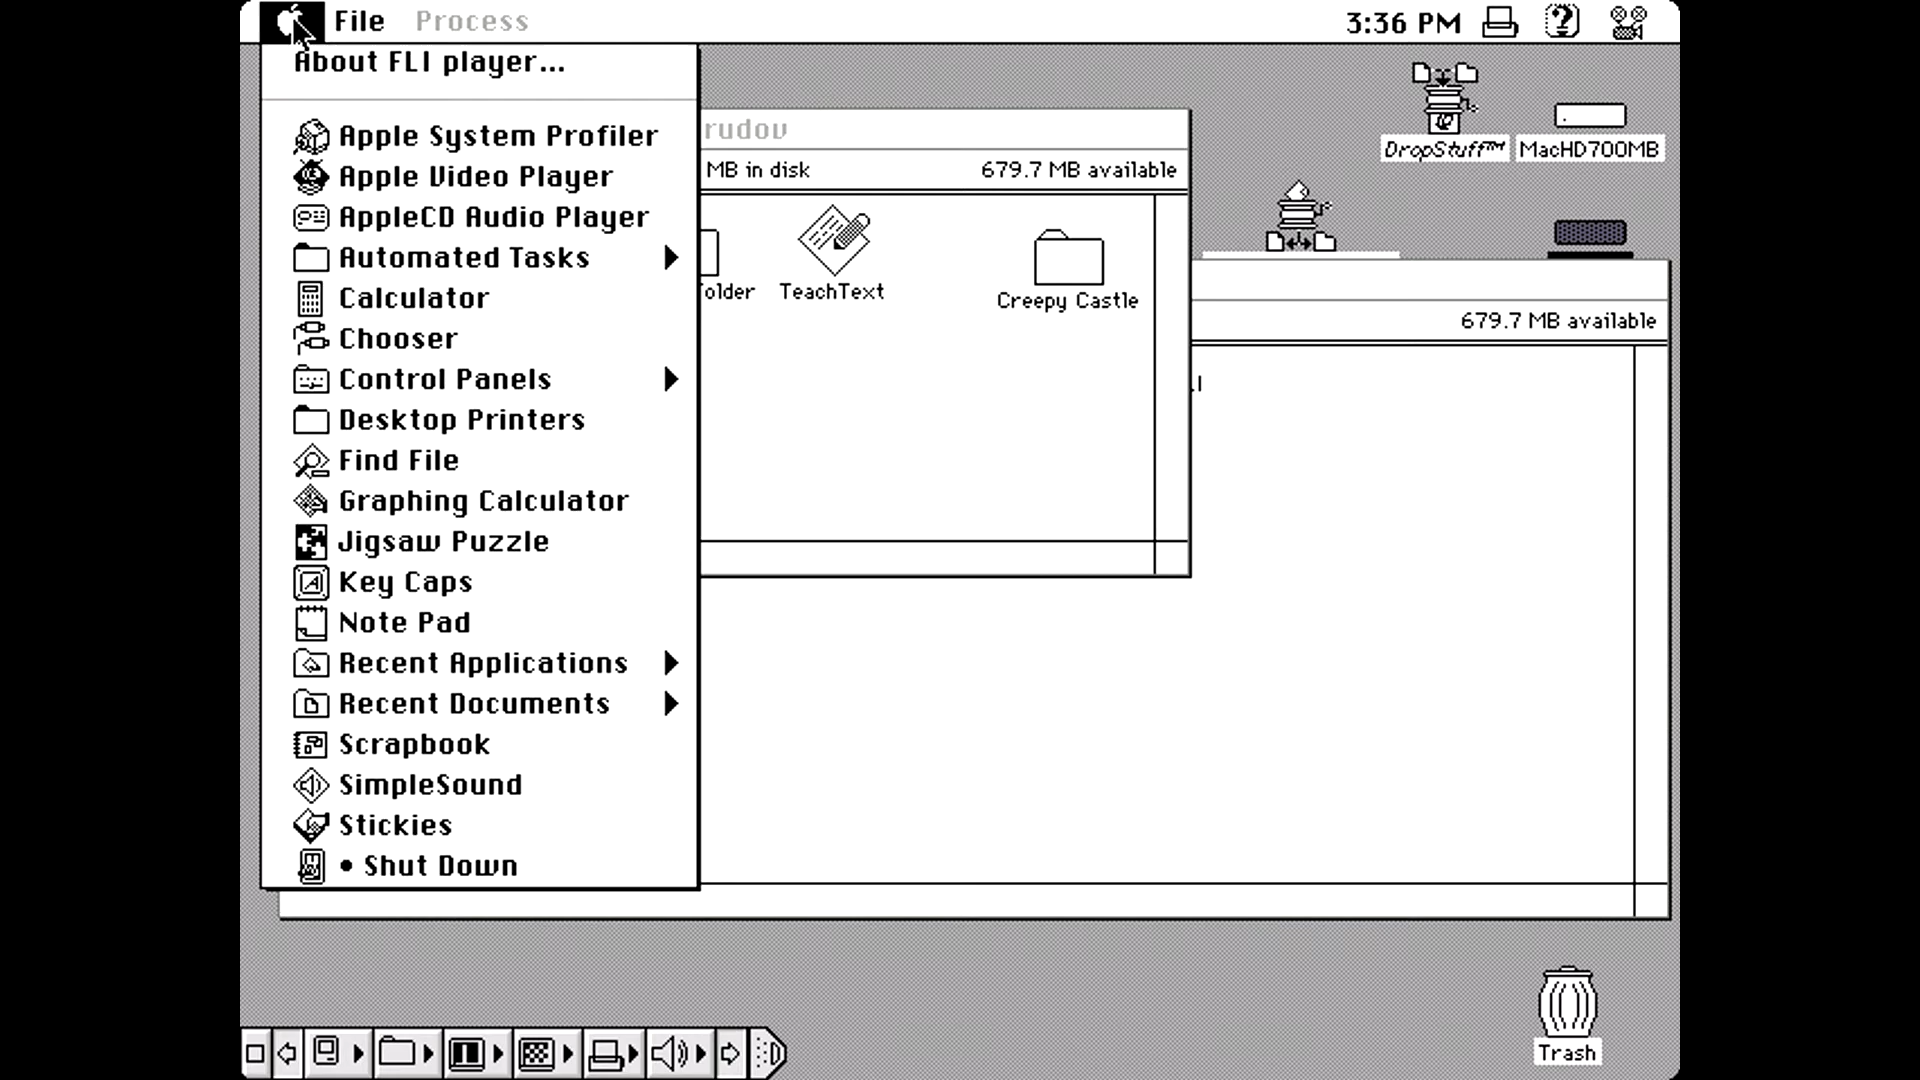 File Process 3:36 PM
About FLI player...
Apple System Profiler
Apple Video Player
AppleCD Audio Player
Automated Tasks
Calculator
Chooser
Control Panels
Desktop Printers
Find File
Graphing Calculator
Jigsaw Puzzle
Key Caps
Note Pad
Recent Applications
Recent Documents
Scrapbook
SimpleSound
Stickies
• Shut Down
rudov
MB in disk 679.7 MB available
older TeachText Creepy Castle
DropStuff™ MacHD700MB
679.7 MB available
Trash